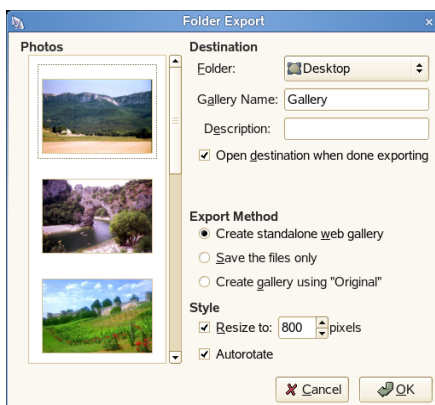 Folder Export
Photos
Destination
Folder: Desktop
Gallery Name: Gallery
Description:
Open destination when done exporting
Export Method
Create standalone web gallery
Save the files only
Create gallery using "Original"
Style
Resize to: 800 pixels
Autorotate
Cancel OK